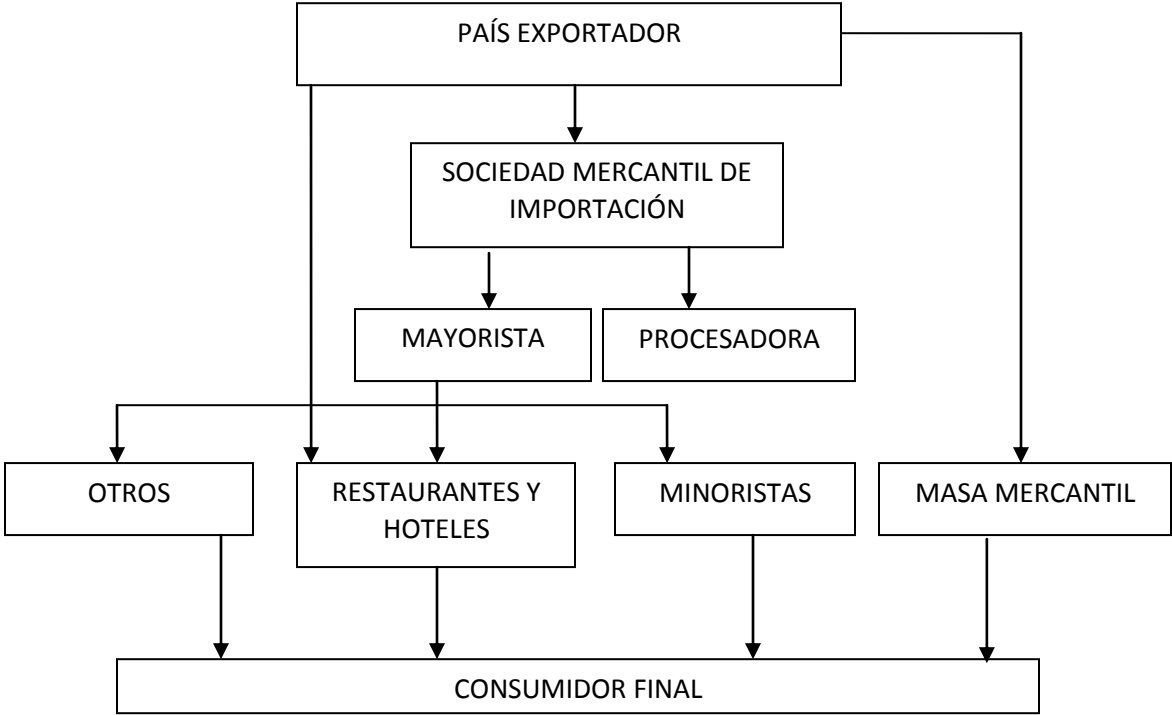 PAÍS EXPORTADOR
SOCIEDAD MERCANTIL DE
IMPORTACIÓN
MAYORISTA
PROCESADORA
OTROS
RESTAURANTES Y
HOTELES
MINORISTAS
MASA MERCANTIL
CONSUMIDOR FINAL